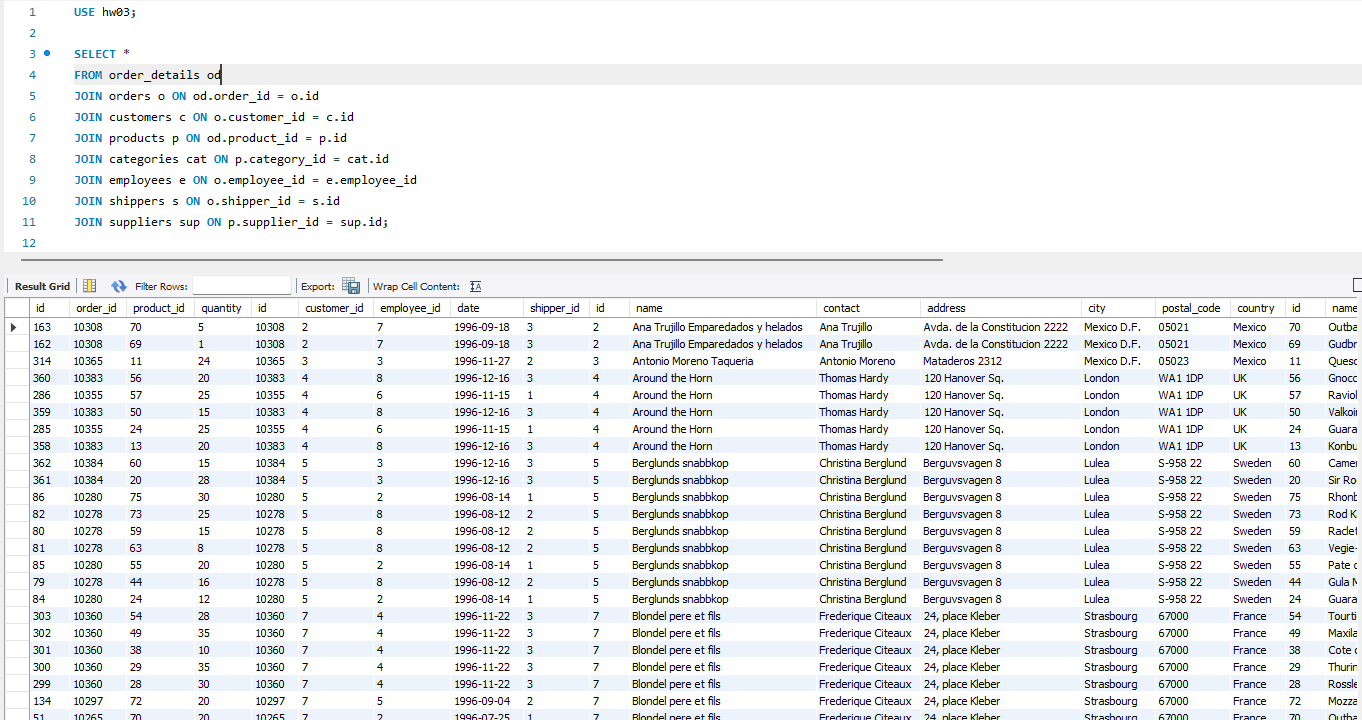 1 USE hw03;
2
3 SELECT *
4 FROM order_details od
5 JOIN orders o ON od.order_id = o.id
6 JOIN customers c ON o.customer_id = c.id
7 JOIN products p ON od.product_id = p.id
8 JOIN categories cat ON p.category_id = cat.id
9 JOIN employees e ON o.employee_id = e.employee_id
10 JOIN shippers s ON o.shipper_id = s.id
11 JOIN suppliers sup ON p.supplier_id = sup.id;
12
Result Grid Filter Rows: Export: Wrap Cell Content:
id order_id product_id quantity id customer_id employee_id date shipper_id id name contact address city postal_code country id name
163 10308 70 5 10308 2 7 1996-09-18 3 2 Ana Trujillo Emparedados y helados Ana Trujillo Avda. de la Constitucion 2222 Mexico D.F. 05021 Mexico 70 Outba
162 10308 69 1 10308 2 7 1996-09-18 3 2 Ana Trujillo Emparedados y helados Ana Trujillo Avda. de la Constitucion 2222 Mexico D.F. 05021 Mexico 69 Gudbr
314 10365 11 24 10365 3 3 1996-11-27 2 3 Antonio Moreno Taqueria Antonio Moreno Mataderos 2312 Mexico D.F. 05023 Mexico 11 Queso
360 10383 56 20 10383 4 8 1996-12-16 3 4 Around the Horn Thomas Hardy 120 Hanover Sq. London WA1 1DP UK 56 Gnocc
286 10355 57 25 10355 4 6 1996-11-15 1 4 Around the Horn Thomas Hardy 120 Hanover Sq. London WA1 1DP UK 57 Raviol
359 10383 50 15 10383 4 8 1996-12-16 3 4 Around the Horn Thomas Hardy 120 Hanover Sq. London WA1 1DP UK 50 Valkoi
285 10355 24 25 10355 4 6 1996-11-15 1 4 Around the Horn Thomas Hardy 120 Hanover Sq. London WA1 1DP UK 24 Guara
358 10383 13 20 10383 4 8 1996-12-16 3 4 Around the Horn Thomas Hardy 120 Hanover Sq. London WA1 1DP UK 13 Konbu
362 10384 60 15 10384 5 3 1996-12-16 3 5 Berglunds snabbkop Christina Berglund Berguvsvagen 8 Lulea S-958 22 Sweden 60 Camer
361 10384 20 28 10384 5 3 1996-12-16 3 5 Berglunds snabbkop Christina Berglund Berguvsvagen 8 Lulea S-958 22 Sweden 20 Sir Ro
86 10280 75 30 10280 5 2 1996-08-14 1 5 Berglunds snabbkop Christina Berglund Berguvsvagen 8 Lulea S-958 22 Sweden 75 Rhonb
82 10278 73 25 10278 5 8 1996-08-12 2 5 Berglunds snabbkop Christina Berglund Berguvsvagen 8 Lulea S-958 22 Sweden 73 Rod K
80 10278 59 15 10278 5 8 1996-08-12 2 5 Berglunds snabbkop Christina Berglund Berguvsvagen 8 Lulea S-958 22 Sweden 59 Raclet
81 10278 63 8 10278 5 8 1996-08-12 2 5 Berglunds snabbkop Christina Berglund Berguvsvagen 8 Lulea S-958 22 Sweden 63 Vegie-
85 10280 55 20 10280 5 2 1996-08-14 1 5 Berglunds snabbkop Christina Berglund Berguvsvagen 8 Lulea S-958 22 Sweden 55 Pate c
79 10278 44 16 10278 5 8 1996-08-12 2 5 Berglunds snabbkop Christina Berglund Berguvsvagen 8 Lulea S-958 22 Sweden 44 Gula M
84 10280 24 12 10280 5 2 1996-08-14 1 5 Berglunds snabbkop Christina Berglund Berguvsvagen 8 Lulea S-958 22 Sweden 24 Guara
303 10360 54 28 10360 7 4 1996-11-22 3 7 Blondel pere et fils Frederique Citeaux 24, place Kleber Strasbourg 67000 France 54 Tourti
302 10360 49 35 10360 7 4 1996-11-22 3 7 Blondel pere et fils Frederique Citeaux 24, place Kleber Strasbourg 67000 France 49 Maxila
301 10360 38 10 10360 7 4 1996-11-22 3 7 Blondel pere et fils Frederique Citeaux 24, place Kleber Strasbourg 67000 France 38 Cote c
300 10360 29 35 10360 7 4 1996-11-22 3 7 Blondel pere et fils Frederique Citeaux 24, place Kleber Strasbourg 67000 France 29 Thurin
299 10360 28 30 10360 7 4 1996-11-22 3 7 Blondel pere et fils Frederique Citeaux 24, place Kleber Strasbourg 67000 France 28 Rossle
134 10297 72 20 10297 7 5 1996-09-04 2 7 Blondel pere et fils Frederique Citeaux 24, place Kleber Strasbourg 67000 France 72 Mozza
51 10265 70 20 10265 7 2 1996-07-25 1 7 Blondel pere et fils Frederique Citeaux 24, place Kleber Strasbourg 67000 France 70 Outba